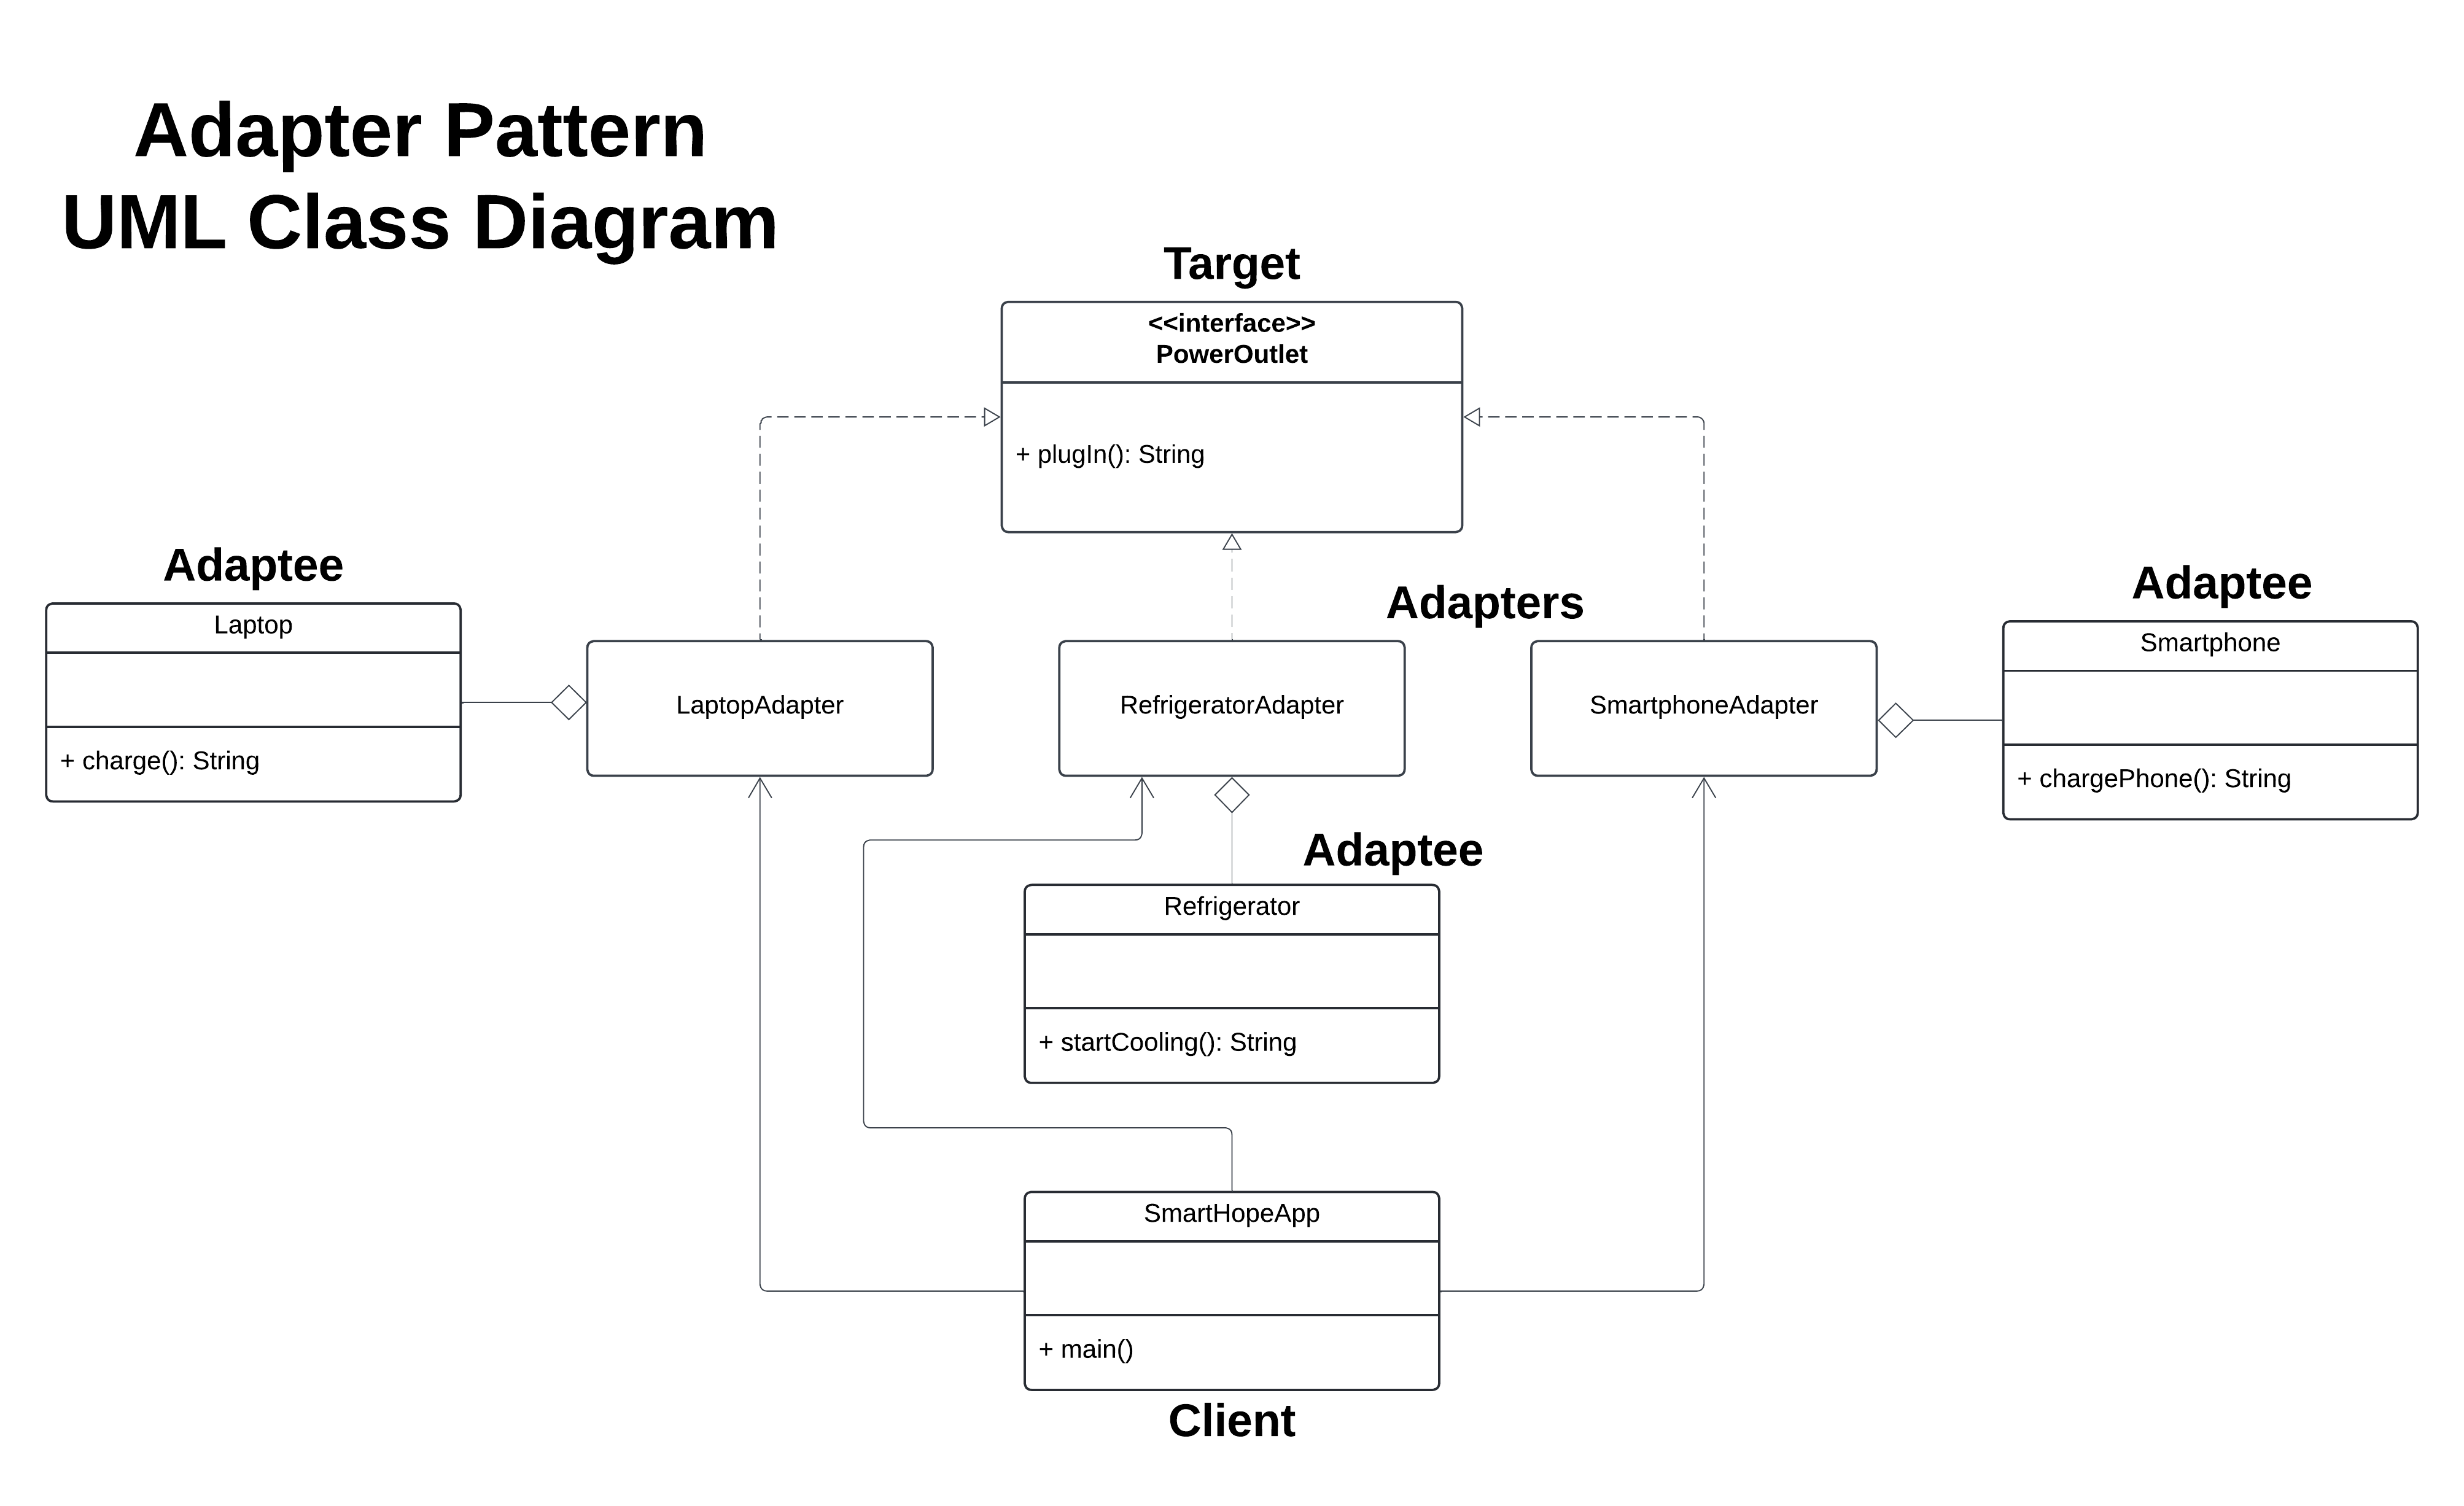 Adapter Pattern
UML Class Diagram
Target
<<interface>>
PowerOutlet
+ plugIn(): String
Adaptee
Laptop
+ charge(): String
Adapters
LaptopAdapter
RefrigeratorAdapter
SmartphoneAdapter
Adaptee
Smartphone
+ chargePhone(): String
Adaptee
Refrigerator
+ startCooling(): String
SmartHopeApp
+ main()
Client